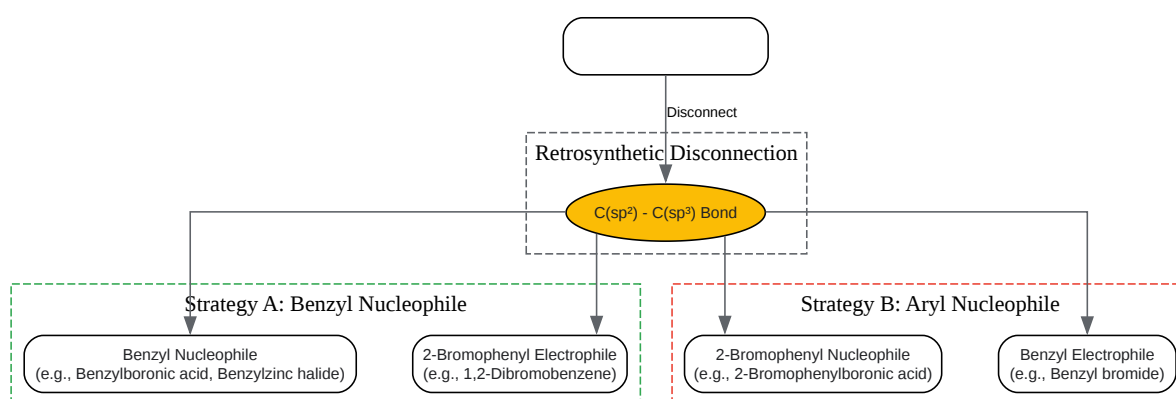 Disconnect
Retrosynthetic Disconnection
C(sp²) - C(sp³) Bond
Strategy A: Benzyl Nucleophile
Strategy B: Aryl Nucleophile
Benzyl Nucleophile
(e.g., Benzylboronic acid, Benzylzinc halide)
2-Bromophenyl Electrophile
(e.g., 1,2-Dibromobenzene)
2-Bromophenyl Nucleophile
(e.g., 2-Bromophenylboronic acid)
Benzyl Electrophile
(e.g., Benzyl bromide)